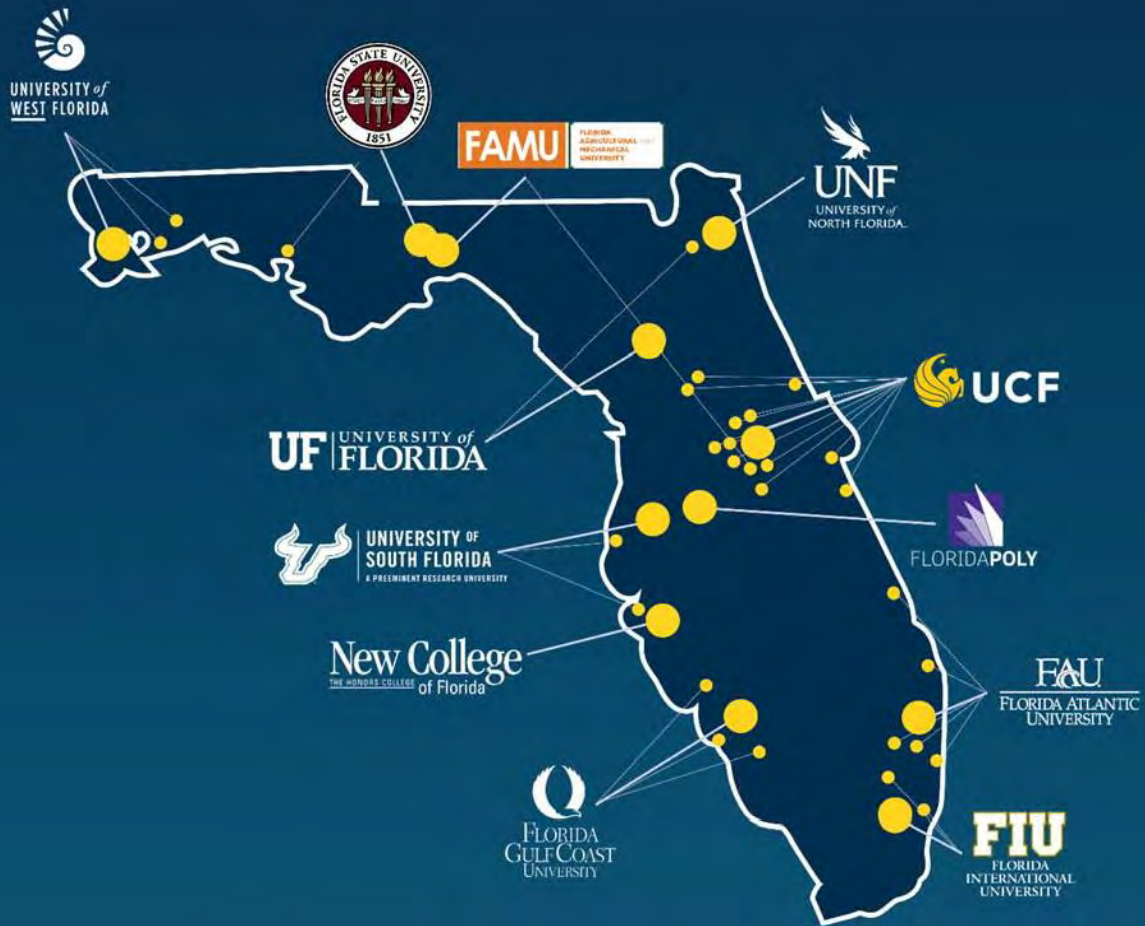 UNIVERSITY of
WEST FLORIDA
FLORIDA STATE UNIVERSITY
1851
FAMU
FLORIDA
AGRICULTURAL AND
MECHANICAL
UNIVERSITY
UNF
UNIVERSITY of
NORTH FLORIDA
UCF
UF
UNIVERSITY of
FLORIDA
UNIVERSITY OF
SOUTH FLORIDA
A PREEMINENT RESEARCH UNIVERSITY
FLORIDAPOLY
New College
THE HONORS COLLEGE of Florida
FAU
FLORIDA ATLANTIC
UNIVERSITY
FLORIDA
GULF COAST
UNIVERSITY
FIU
FLORIDA
INTERNATIONAL
UNIVERSITY